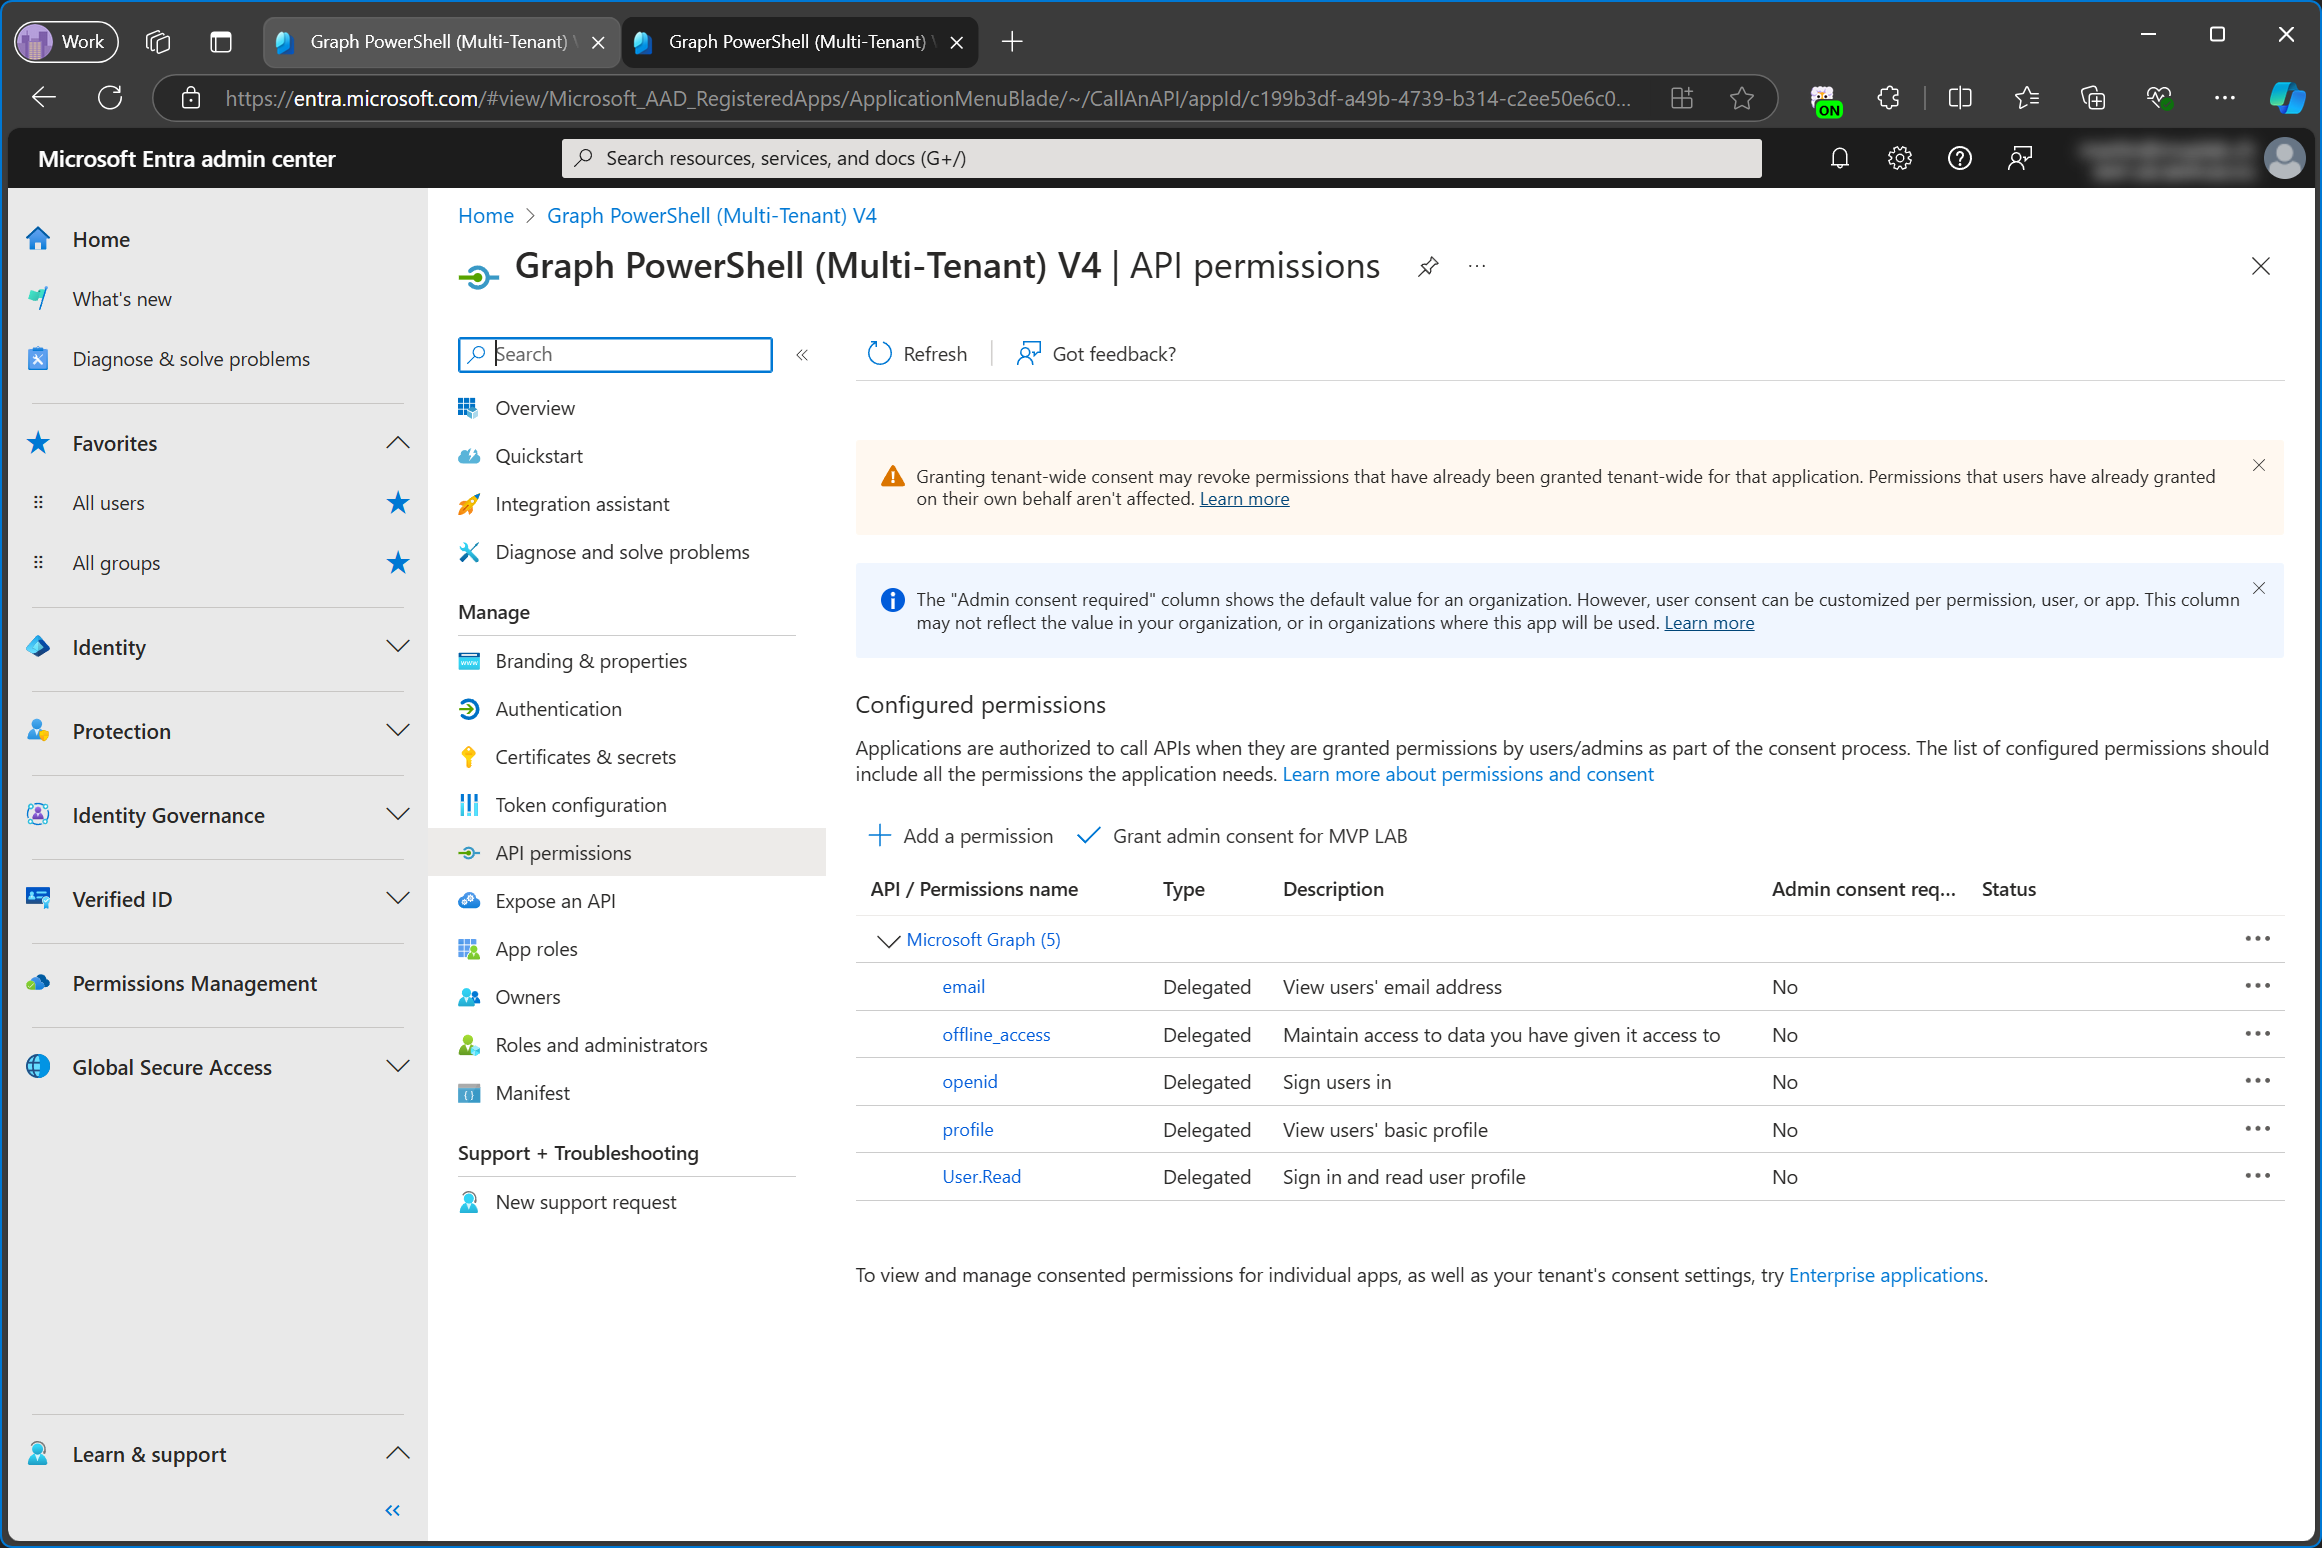 Work
Graph PowerShell (Multi-Tenant)
Graph PowerShell (Multi-Tenant)
https://entra.microsoft.com/#view/Microsoft_AAD_RegisteredApps/ApplicationMenuBlade/~/CallAnAPI/appId/c199b3df-a49b-4739-b314-c2ee50e6c0...
ON
Microsoft Entra admin center
Search resources, services, and docs (G+/)
Home
What's new
Diagnose & solve problems
Favorites
All users
All groups
Identity
Protection
Identity Governance
Verified ID
Permissions Management
Global Secure Access
Learn & support
Home > Graph PowerShell (Multi-Tenant) V4
Graph PowerShell (Multi-Tenant) V4 | API permissions
Search
Overview
Quickstart
Integration assistant
Diagnose and solve problems
Manage
Branding & properties
Authentication
Certificates & secrets
Token configuration
API permissions
Expose an API
App roles
Owners
Roles and administrators
Manifest
Support + Troubleshooting
New support request
Refresh
Got feedback?
Granting tenant-wide consent may revoke permissions that have already been granted tenant-wide for that application. Permissions that users have already granted
on their own behalf aren't affected. Learn more
The "Admin consent required" column shows the default value for an organization. However, user consent can be customized per permission, user, or app. This column
may not reflect the value in your organization, or in organizations where this app will be used. Learn more
Configured permissions
Applications are authorized to call APIs when they are granted permissions by users/admins as part of the consent process. The list of configured permissions should
include all the permissions the application needs. Learn more about permissions and consent
Add a permission
Grant admin consent for MVP LAB
API / Permissions name Type Description Admin consent req... Status
Microsoft Graph (5)
email Delegated View users' email address No
offline_access Delegated Maintain access to data you have given it access to No
openid Delegated Sign users in No
profile Delegated View users' basic profile No
User.Read Delegated Sign in and read user profile No
To view and manage consented permissions for individual apps, as well as your tenant's consent settings, try Enterprise applications.